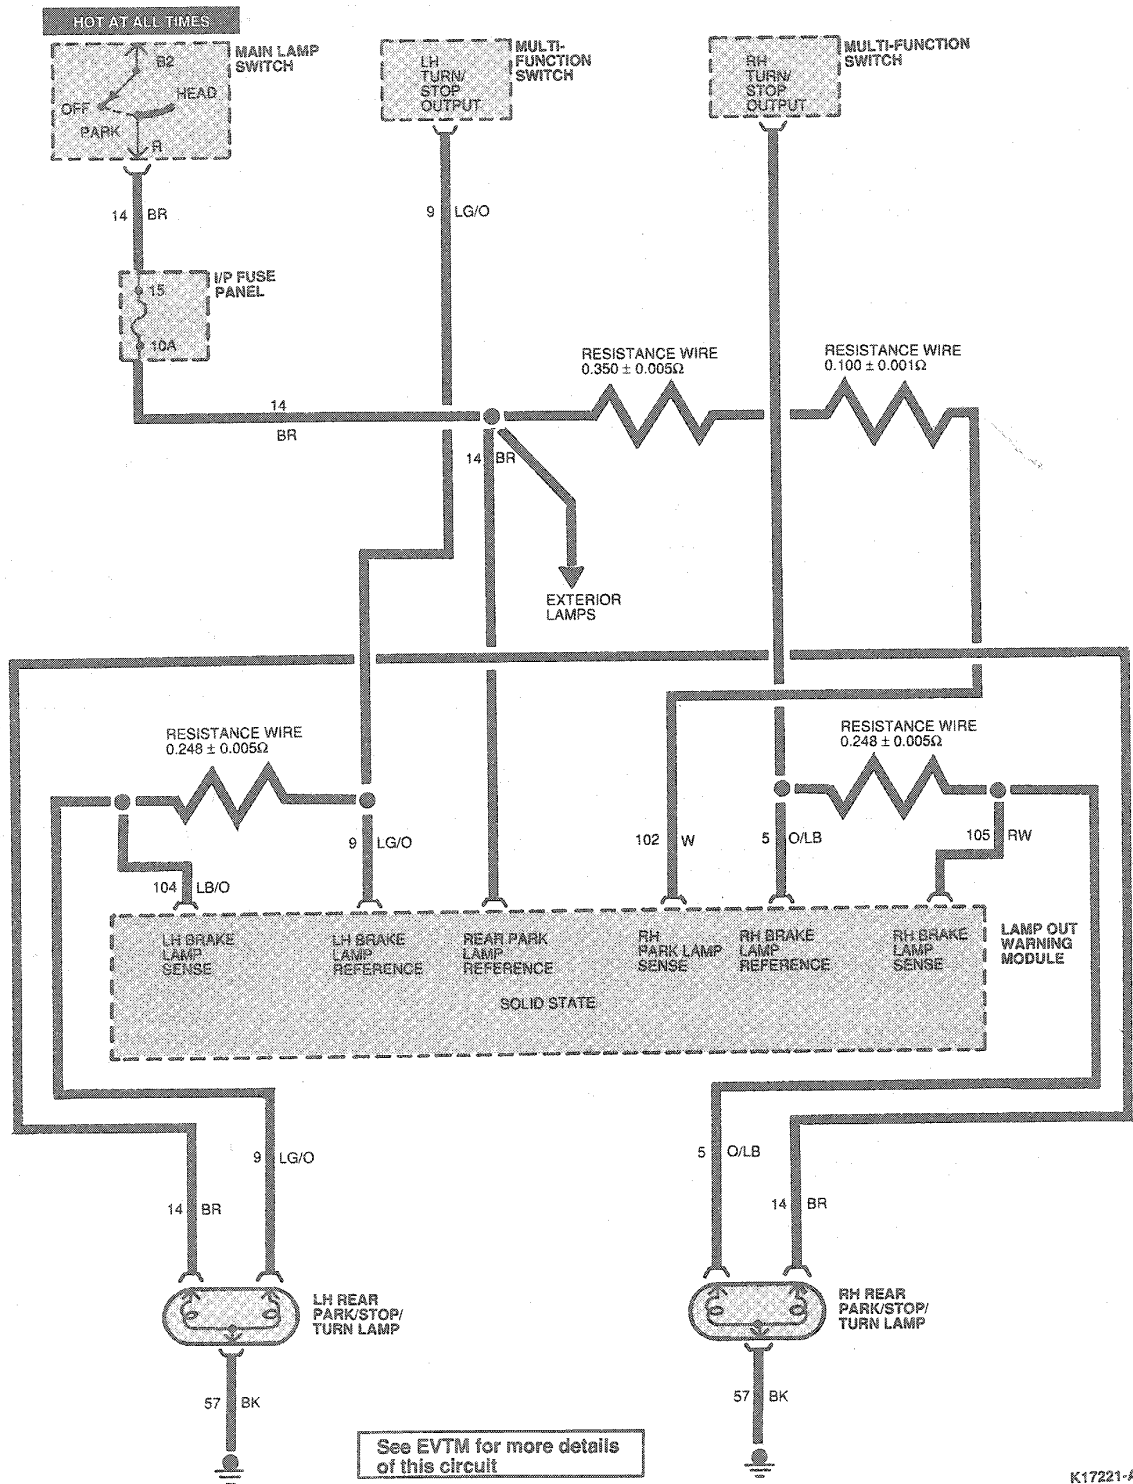 HOT AT ALL TIMES
B2
OFF
HEAD
PARK
R
MAIN LAMP
SWITCH
LH
TURN/
STOP
OUTPUT
MULTI-
FUNCTION
SWITCH
RH
TURN/
STOP
OUTPUT
MULTI-FUNCTION
SWITCH
14 BR
9 LG/O
15
10A
I/P FUSE
PANEL
RESISTANCE WIRE
0.350 ± 0.005Ω
RESISTANCE WIRE
0.100 ± 0.001Ω
14
BR
14 BR
EXTERIOR
LAMPS
RESISTANCE WIRE
0.248 ± 0.005Ω
RESISTANCE WIRE
0.248 ± 0.005Ω
9 LG/O
102 W
5 O/LB
105 RW
104 LB/O
LH BRAKE
LAMP
SENSE
LH BRAKE
LAMP
REFERENCE
REAR PARK
LAMP
REFERENCE
RH
PARK LAMP
SENSE
RH BRAKE
LAMP
REFERENCE
RH BRAKE
LAMP
SENSE
SOLID STATE
LAMP OUT
WARNING
MODULE
9 LG/O
5 O/LB
14 BR
14 BR
LH REAR
PARK/STOP/
TURN LAMP
RH REAR
PARK/STOP/
TURN LAMP
57 BK
57 BK
See EVTM for more details
of this circuit
K17221-A